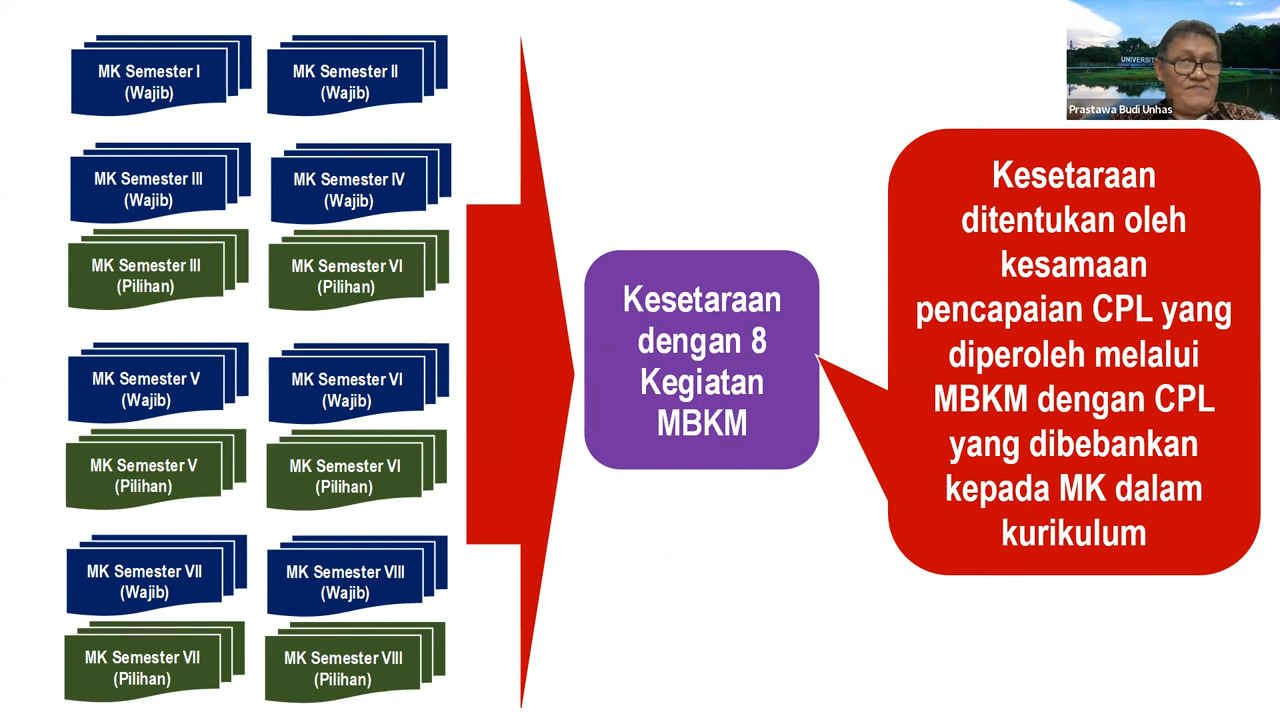 MK Semester I
(Wajib)
MK Semester II
(Wajib)
MK Semester III
(Wajib)
MK Semester IV
(Wajib)
MK Semester III
(Pilihan)
MK Semester VI
(Pilihan)
MK Semester V
(Wajib)
MK Semester VI
(Wajib)
MK Semester V
(Pilihan)
MK Semester VI
(Pilihan)
MK Semester VII
(Wajib)
MK Semester VIII
(Wajib)
MK Semester VII
(Pilihan)
MK Semester VIII
(Pilihan)
Kesetaraan
dengan 8
Kegiatan
MBKM
UNIVERSIT
Prastawa Budi Unhas
Kesetaraan
ditentukan oleh
kesamaan
pencapaian CPL yang
diperoleh melalui
MBKM dengan CPL
yang dibebankan
kepada MK dalam
kurikulum